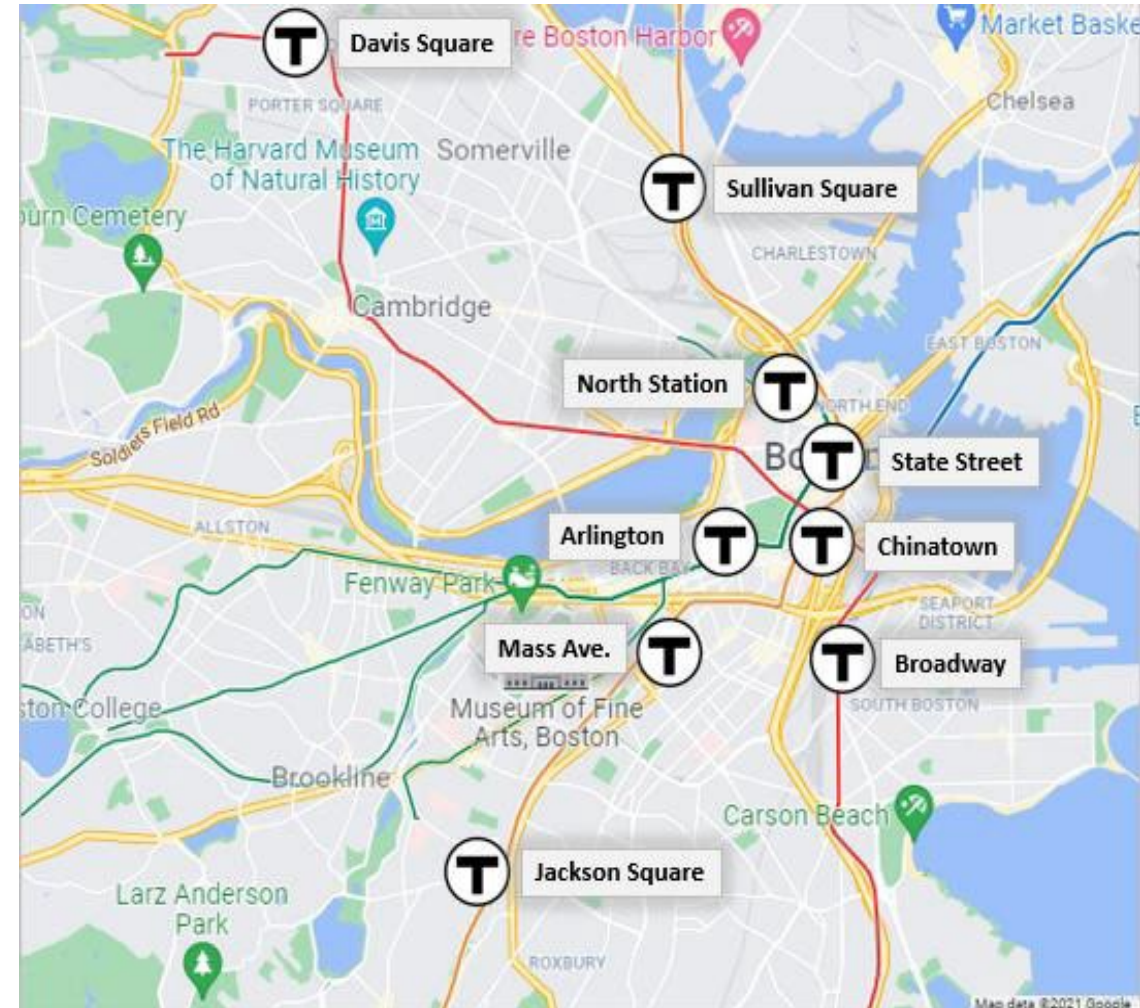 Davis Square
re Boston Harbor
Market Baske
PORTER SQUARE
Chelsea
The Harvard Museum
of Natural History
Somerville
T
Sullivan Square
burn Cemetery
CHARLESTOWN
Cambridge
EAST BOSTON
North Station
T
NORTH END
Soldiers Field Rd
T
State Street
ALLSTON
Arlington
T
T
Chinatown
BACK BAY
Fenway Park
SEAPORT
DISTRICT
ABETH'S
Mass Ave.
T
T
Broadway
ston College
Museum of Fine
Arts, Boston
SOUTH BOSTON
Brookline
Carson Beach
T
Jackson Square
Larz Anderson
Park
ROXBURY
Map data ©2021 Google